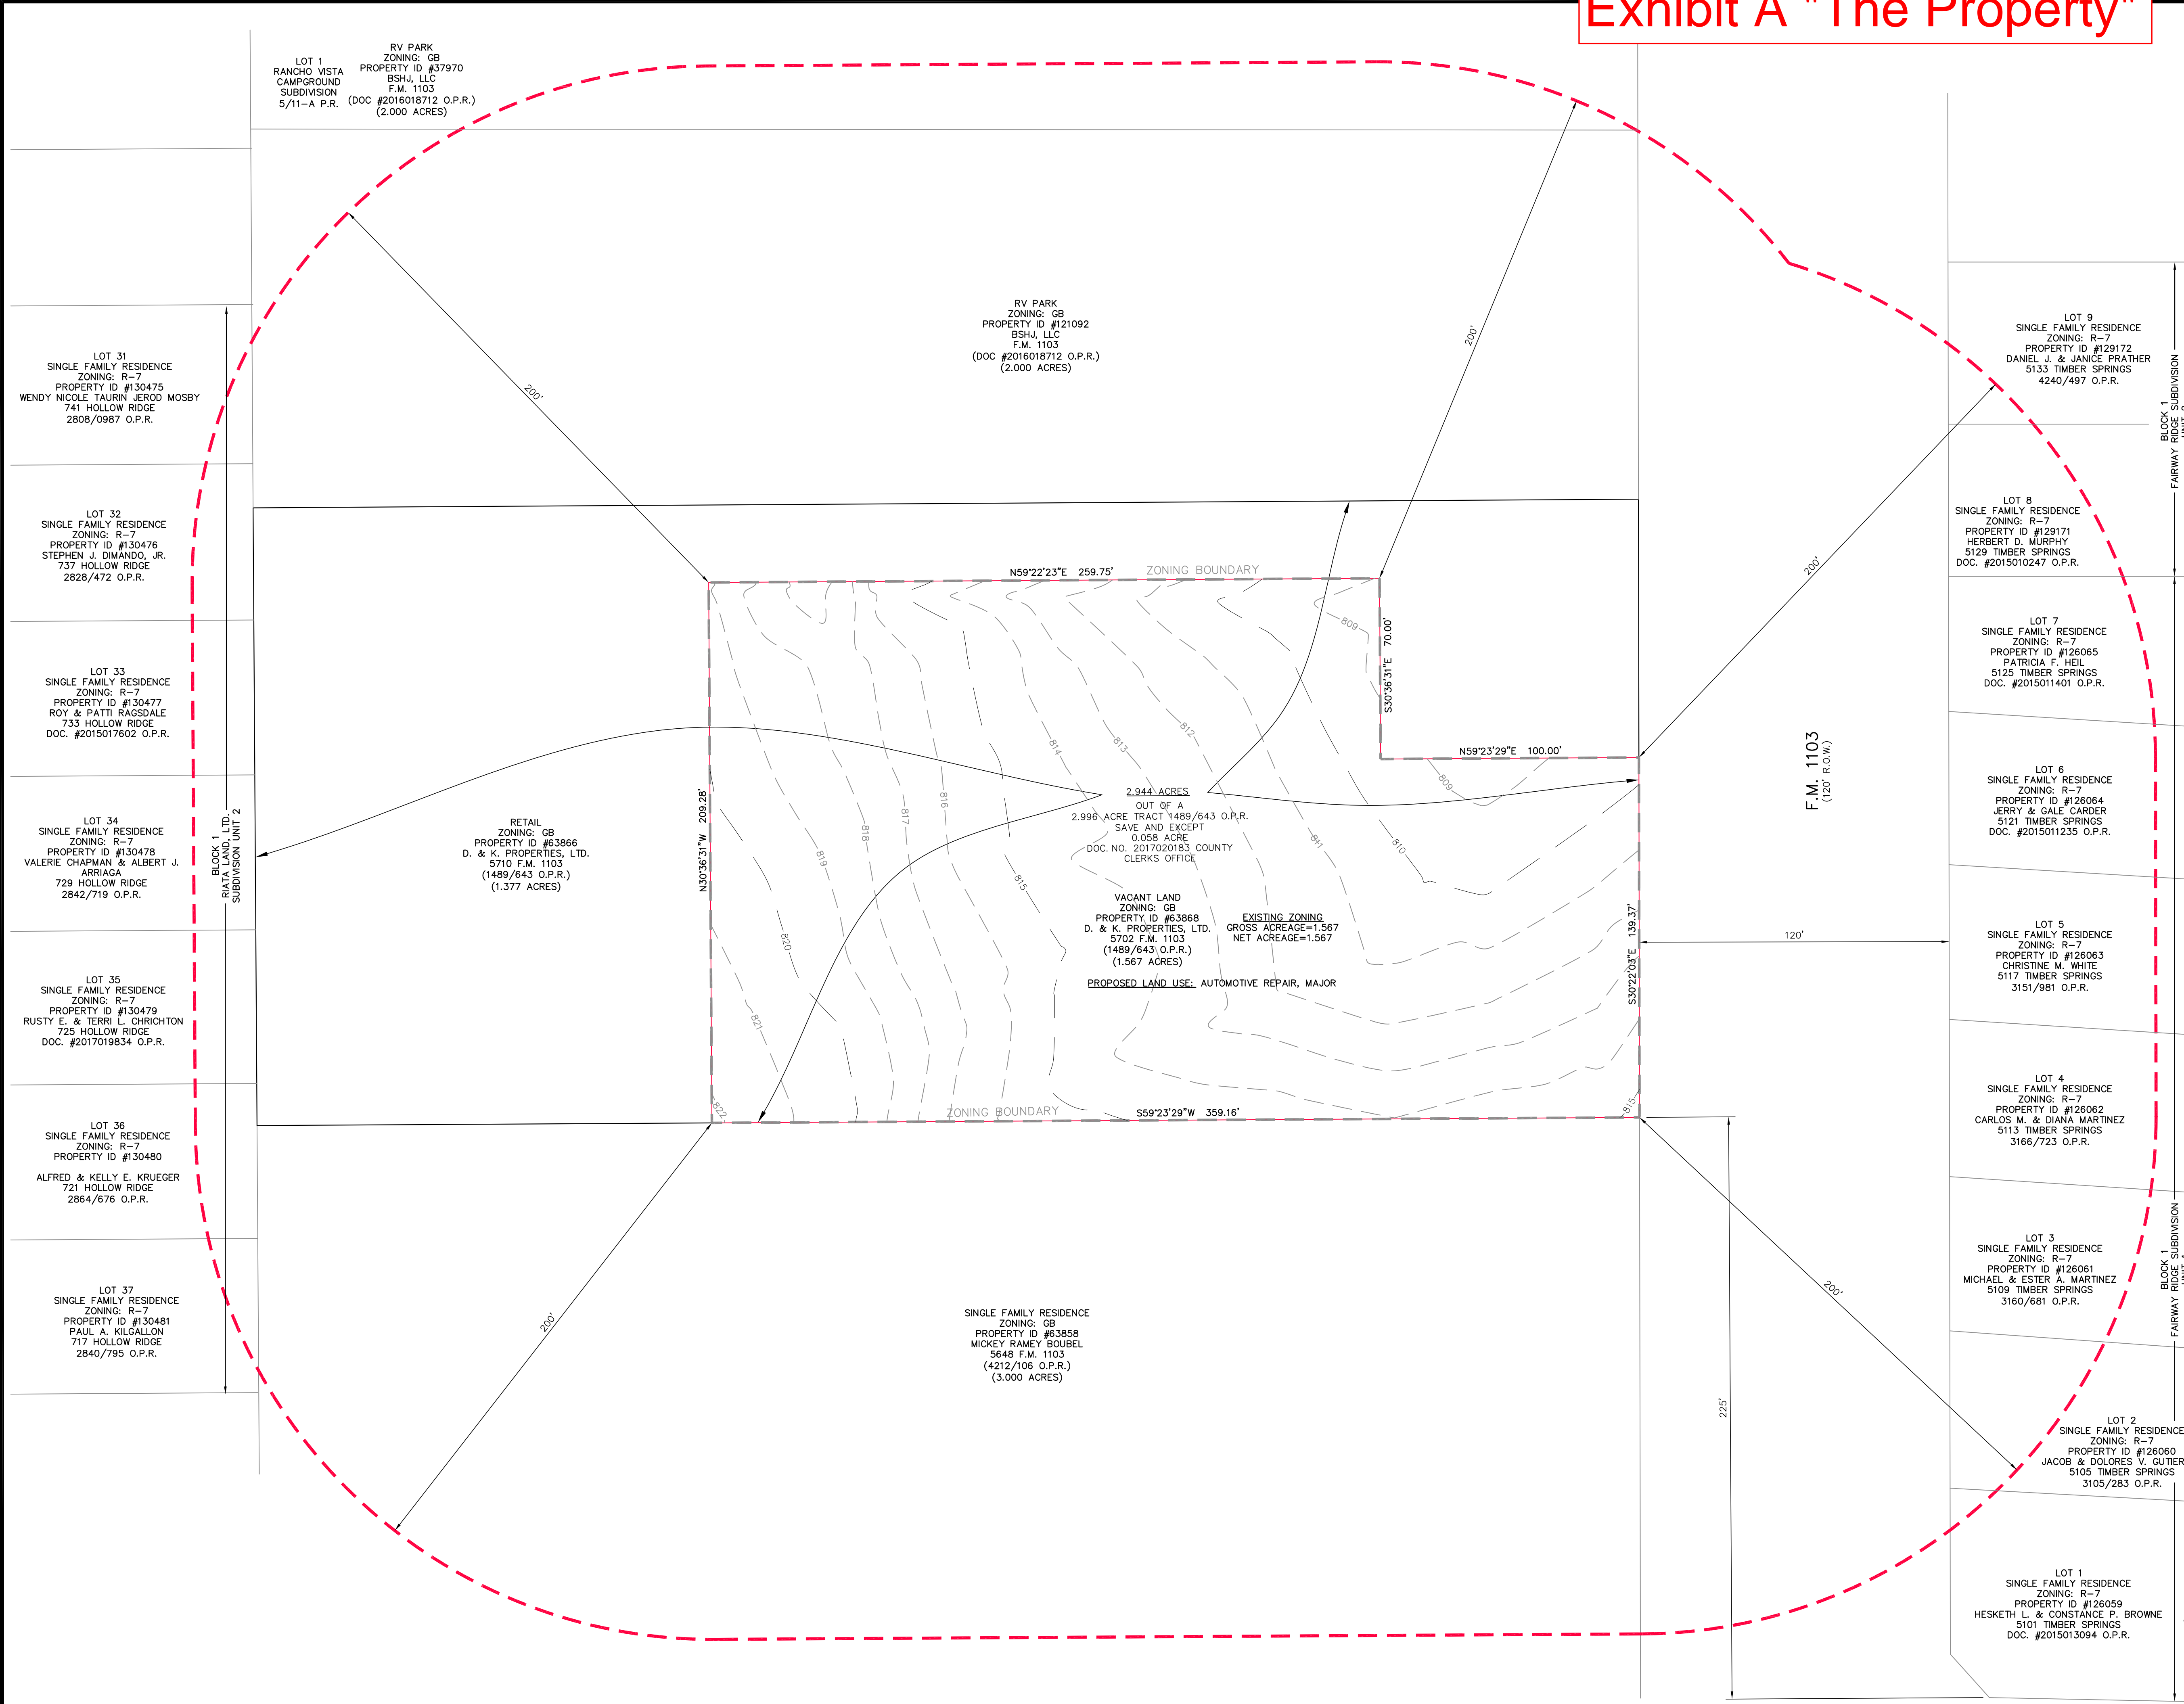 Exhibit A "The Property"
LOT 1
RANCHO VISTA
CAMPGROUND
SUBDIVISION
5/11-A P.R.
RV PARK
ZONING: GB
PROPERTY ID #37970
BSHJ, LLC
F.M. 1103
(DOC #2016018712 O.P.R.)
(2.000 ACRES)
RV PARK
ZONING: GB
PROPERTY ID #121092
BSHJ, LLC
F.M. 1103
(DOC #2016018712 O.P.R.)
(2.000 ACRES)
200'
200'
200'
200'
200'
LOT 31
SINGLE FAMILY RESIDENCE
ZONING: R-7
PROPERTY ID #130475
WENDY NICOLE TAURIN JEROD MOSBY
741 HOLLOW RIDGE
2808/0987 O.P.R.
LOT 32
SINGLE FAMILY RESIDENCE
ZONING: R-7
PROPERTY ID #130476
STEPHEN J. DIMANDO, JR.
737 HOLLOW RIDGE
2828/472 O.P.R.
LOT 33
SINGLE FAMILY RESIDENCE
ZONING: R-7
PROPERTY ID #130477
ROY & PATTI RAGSDALE
733 HOLLOW RIDGE
DOC. #2015017602 O.P.R.
LOT 34
SINGLE FAMILY RESIDENCE
ZONING: R-7
PROPERTY ID #130478
VALERIE CHAPMAN & ALBERT J.
ARRIAGA
729 HOLLOW RIDGE
2842/719 O.P.R.
LOT 35
SINGLE FAMILY RESIDENCE
ZONING: R-7
PROPERTY ID #130479
RUSTY E. & TERRI L. CHRICHTON
725 HOLLOW RIDGE
DOC. #2017019834 O.P.R.
LOT 36
SINGLE FAMILY RESIDENCE
ZONING: R-7
PROPERTY ID #130480
ALFRED & KELLY E. KRUEGER
721 HOLLOW RIDGE
2864/676 O.P.R.
LOT 37
SINGLE FAMILY RESIDENCE
ZONING: R-7
PROPERTY ID #130481
PAUL A. KILGALLON
717 HOLLOW RIDGE
2840/795 O.P.R.
BLOCK 1
RIATA LAND, LTD.
SUBDIVISION UNIT 2
RETAIL
ZONING: GB
PROPERTY ID #63866
D. & K. PROPERTIES, LTD.
5710 F.M. 1103
(1489/643 O.P.R.)
(1.377 ACRES)
N59°22'23"E 259.75'
ZONING BOUNDARY
S30°36'31"E 70.00'
N59°23'29"E 100.00'
N30°36'31"W 209.28'
S30°22'03"E 139.37'
ZONING BOUNDARY
S59°23'29"W 359.16'
809
809
810
811
812
813
814
815
816
817
818
819
820
821
822
815
2.944 ACRES
OUT OF A
2.996 ACRE TRACT 1489/643 O.P.R.
SAVE AND EXCEPT
0.058 ACRE
DOC. NO. 2017020183 COUNTY
CLERKS OFFICE
VACANT LAND
ZONING: GB
PROPERTY ID #63868
D. & K. PROPERTIES, LTD.
5702 F.M. 1103
(1489/643 O.P.R.)
(1.567 ACRES)
EXISTING ZONING
GROSS ACREAGE=1.567
NET ACREAGE=1.567
PROPOSED LAND USE: AUTOMOTIVE REPAIR, MAJOR
F.M. 1103
(120' R.O.W.)
120'
225'
SINGLE FAMILY RESIDENCE
ZONING: GB
PROPERTY ID #63858
MICKEY RAMEY BOUBEL
5648 F.M. 1103
(4212/106 O.P.R.)
(3.000 ACRES)
LOT 9
SINGLE FAMILY RESIDENCE
ZONING: R-7
PROPERTY ID #129172
DANIEL J. & JANICE PRATHER
5133 TIMBER SPRINGS
4240/497 O.P.R.
LOT 8
SINGLE FAMILY RESIDENCE
ZONING: R-7
PROPERTY ID #129171
HERBERT D. MURPHY
5129 TIMBER SPRINGS
DOC. #2015010247 O.P.R.
LOT 7
SINGLE FAMILY RESIDENCE
ZONING: R-7
PROPERTY ID #126065
PATRICIA F. HEIL
5125 TIMBER SPRINGS
DOC. #2015011401 O.P.R.
LOT 6
SINGLE FAMILY RESIDENCE
ZONING: R-7
PROPERTY ID #126064
JERRY & GALE CARDER
5121 TIMBER SPRINGS
DOC. #2015011235 O.P.R.
LOT 5
SINGLE FAMILY RESIDENCE
ZONING: R-7
PROPERTY ID #126063
CHRISTINE M. WHITE
5117 TIMBER SPRINGS
3151/981 O.P.R.
LOT 4
SINGLE FAMILY RESIDENCE
ZONING: R-7
PROPERTY ID #126062
CARLOS M. & DIANA MARTINEZ
5113 TIMBER SPRINGS
3166/723 O.P.R.
LOT 3
SINGLE FAMILY RESIDENCE
ZONING: R-7
PROPERTY ID #126061
MICHAEL & ESTER A. MARTINEZ
5109 TIMBER SPRINGS
3160/681 O.P.R.
LOT 2
SINGLE FAMILY RESIDENCE
ZONING: R-7
PROPERTY ID #126060
JACOB & DOLORES V. GUTIER
5105 TIMBER SPRINGS
3105/283 O.P.R.
LOT 1
SINGLE FAMILY RESIDENCE
ZONING: R-7
PROPERTY ID #126059
HESKETH L. & CONSTANCE P. BROWNE
5101 TIMBER SPRINGS
DOC. #2015013094 O.P.R.
BLOCK 1
FAIRWAY RIDGE SUBDIVISION
BLOCK 1
FAIRWAY RIDGE SUBDIVISION